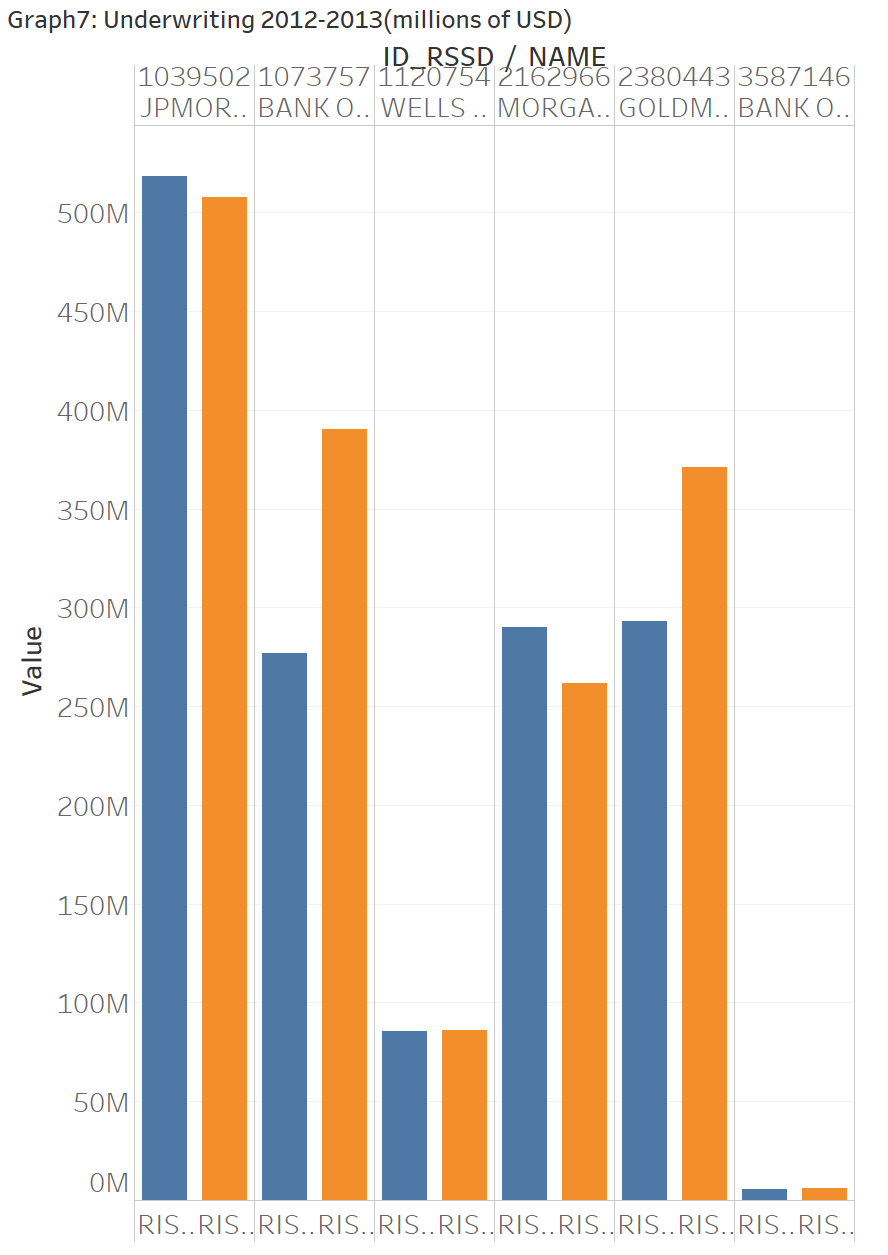 Graph7: Underwriting 2012-2013(millions of USD)
ID_RSSD / NAME
1039502 1073757 1120754 2162966 2380443 3587146
JPMOR.. BANK O.. WELLS .. MORGA.. GOLDM.. BANK O..
500M
450M
400M
350M
300M
250M
200M
150M
100M
50M
0M
Value
RIS.. RIS.. RIS.. RIS.. RIS.. RIS.. RIS.. RIS.. RIS.. RIS.. RIS.. RIS..